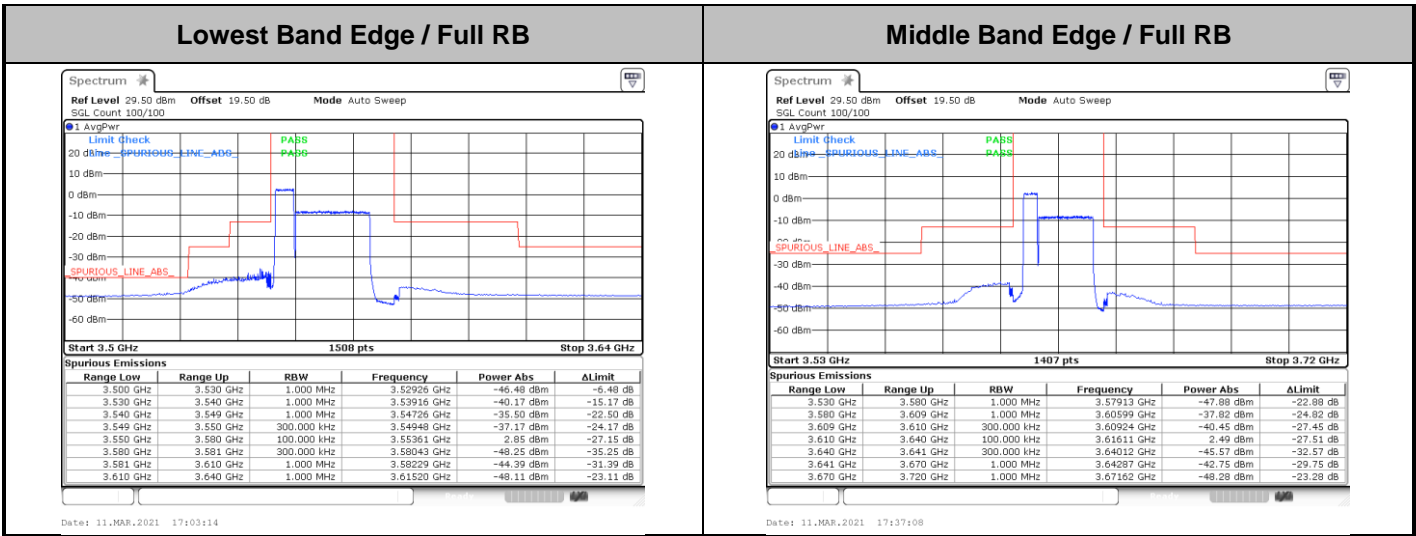 Lowest Band Edge / Full RB
Spectrum
Ref Level 29.50 dBm Offset 19.50 dB Mode Auto Sweep
SGL Count 100/100
1 AvgPwr
Limit Check PASS
20 dBm Line _SPURIOUS_LINE_ABS_ PASS
10 dBm
0 dBm
-10 dBm
-20 dBm
-30 dBm
_SPURIOUS_LINE_ABS_
-50 dBm
-60 dBm
Start 3.5 GHz 1508 pts Stop 3.64 GHz
Spurious Emissions
Range Low Range Up RBW Frequency Power Abs ΔLimit
3.500 GHz 3.530 GHz 1.000 MHz 3.52926 GHz -46.48 dBm -6.48 dB
3.530 GHz 3.540 GHz 1.000 MHz 3.53916 GHz -40.17 dBm -15.17 dB
3.540 GHz 3.549 GHz 1.000 MHz 3.54726 GHz -35.50 dBm -22.50 dB
3.549 GHz 3.550 GHz 300.000 kHz 3.54948 GHz -37.17 dBm -24.17 dB
3.550 GHz 3.580 GHz 100.000 kHz 3.55361 GHz 2.85 dBm -27.15 dB
3.580 GHz 3.581 GHz 300.000 kHz 3.58043 GHz -48.25 dBm -35.25 dB
3.581 GHz 3.610 GHz 1.000 MHz 3.58229 GHz -44.39 dBm -31.39 dB
3.610 GHz 3.640 GHz 1.000 MHz 3.61520 GHz -48.11 dBm -23.11 dB
Date: 11.MAR.2021 17:03:14
Middle Band Edge / Full RB
Spectrum
Ref Level 29.50 dBm Offset 19.50 dB Mode Auto Sweep
SGL Count 100/100
1 AvgPwr
Limit Check PASS
20 dBm Line _SPURIOUS_LINE_ABS_ PASS
10 dBm
0 dBm
-10 dBm
_SPURIOUS_LINE_ABS_
-30 dBm
-40 dBm
-50 dBm
-60 dBm
Start 3.53 GHz 1407 pts Stop 3.72 GHz
Spurious Emissions
Range Low Range Up RBW Frequency Power Abs ΔLimit
3.530 GHz 3.580 GHz 1.000 MHz 3.57913 GHz -47.88 dBm -22.88 dB
3.580 GHz 3.609 GHz 1.000 MHz 3.60599 GHz -37.82 dBm -24.82 dB
3.609 GHz 3.610 GHz 300.000 kHz 3.60924 GHz -40.45 dBm -27.45 dB
3.610 GHz 3.640 GHz 100.000 kHz 3.61611 GHz 2.49 dBm -27.51 dB
3.640 GHz 3.641 GHz 300.000 kHz 3.64012 GHz -45.57 dBm -32.57 dB
3.641 GHz 3.670 GHz 1.000 MHz 3.64287 GHz -42.75 dBm -29.75 dB
3.670 GHz 3.720 GHz 1.000 MHz 3.67162 GHz -48.28 dBm -23.28 dB
Date: 11.MAR.2021 17:37:08